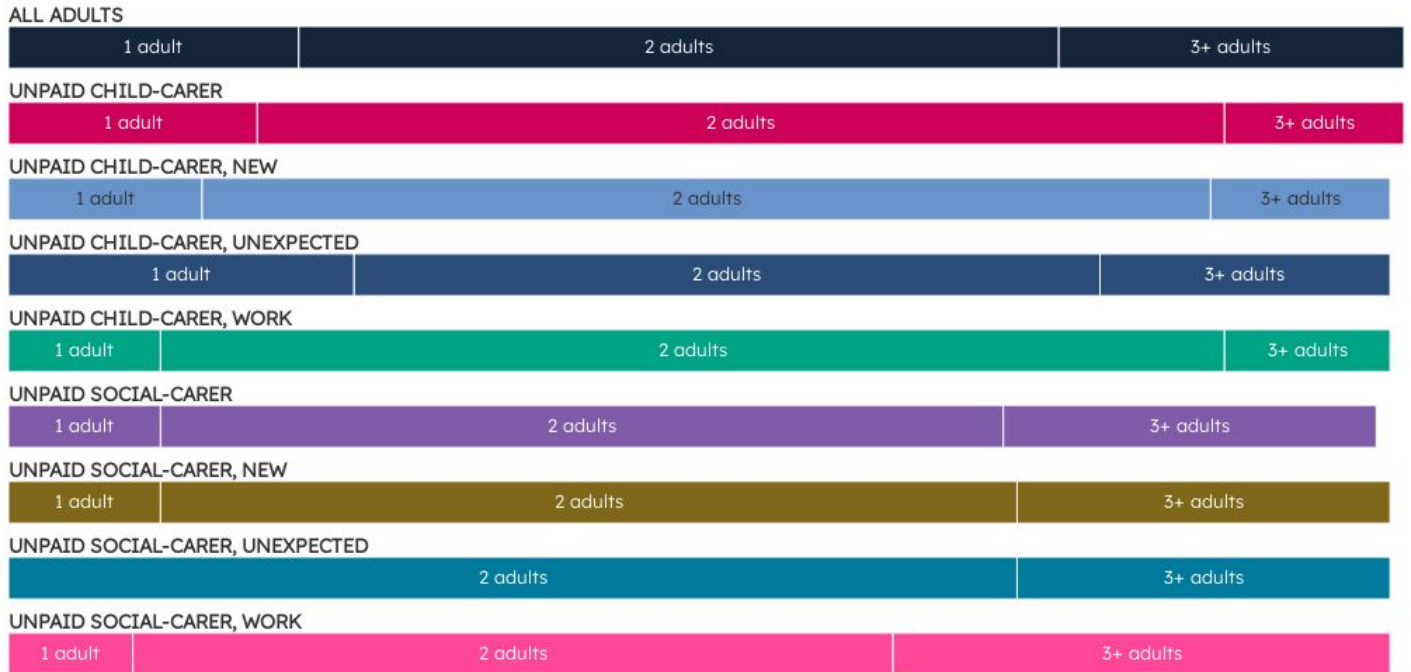 ALL ADULTS
1 adult 2 adults 3+ adults
UNPAID CHILD-CARER
1 adult 2 adults 3+ adults
UNPAID CHILD-CARER, NEW
1 adult 2 adults 3+ adults
UNPAID CHILD-CARER, UNEXPECTED
1 adult 2 adults 3+ adults
UNPAID CHILD-CARER, WORK
1 adult 2 adults 3+ adults
UNPAID SOCIAL-CARER
1 adult 2 adults 3+ adults
UNPAID SOCIAL-CARER, NEW
1 adult 2 adults 3+ adults
UNPAID SOCIAL-CARER, UNEXPECTED
2 adults 3+ adults
UNPAID SOCIAL-CARER, WORK
1 adult 2 adults 3+ adults